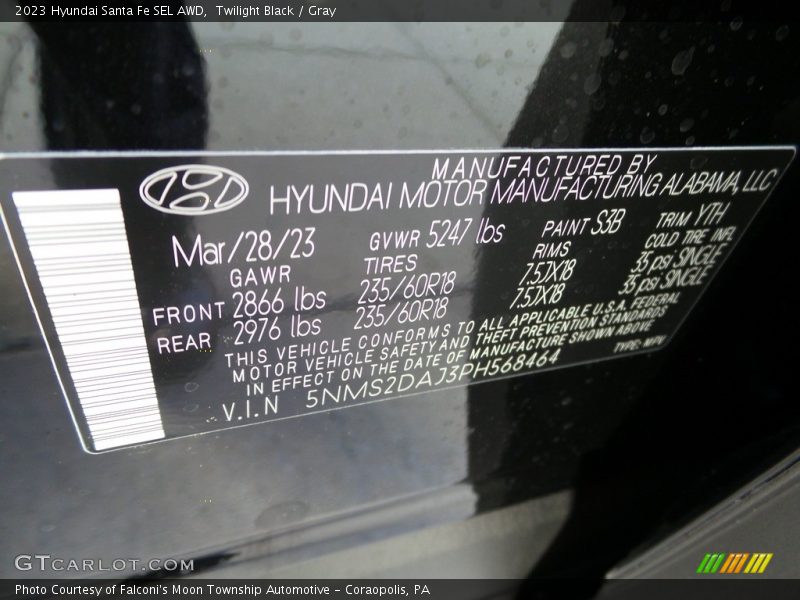 2023 Hyundai Santa Fe SEL AWD,  Twilight Black / Gray
MANUFACTURED BY
HYUNDAI MOTOR MANUFACTURING ALABAMA, LLC
Mar/28/23 GVWR 5247 lbs PAINT S3B TRIM YTH
GAWR TIRES RIMS COLD TIRE INFL
FRONT 2866 lbs 235/60R18 7.5JX18 35 psi SINGLE
REAR 2976 lbs 235/60R18 7.5JX18 35 psi SINGLE
THIS VEHICLE CONFORMS TO ALL APPLICABLE U.S.A. FEDERAL
MOTOR VEHICLE SAFETY AND THEFT PREVENTION STANDARDS
IN EFFECT ON THE DATE OF MANUFACTURE SHOWN ABOVE
V.I.N 5NMS2DAJ3PH568464 TYPE: MPV
GTCARLOT.COM
Photo Courtesy of Falconi's Moon Township Automotive – Coraopolis, PA